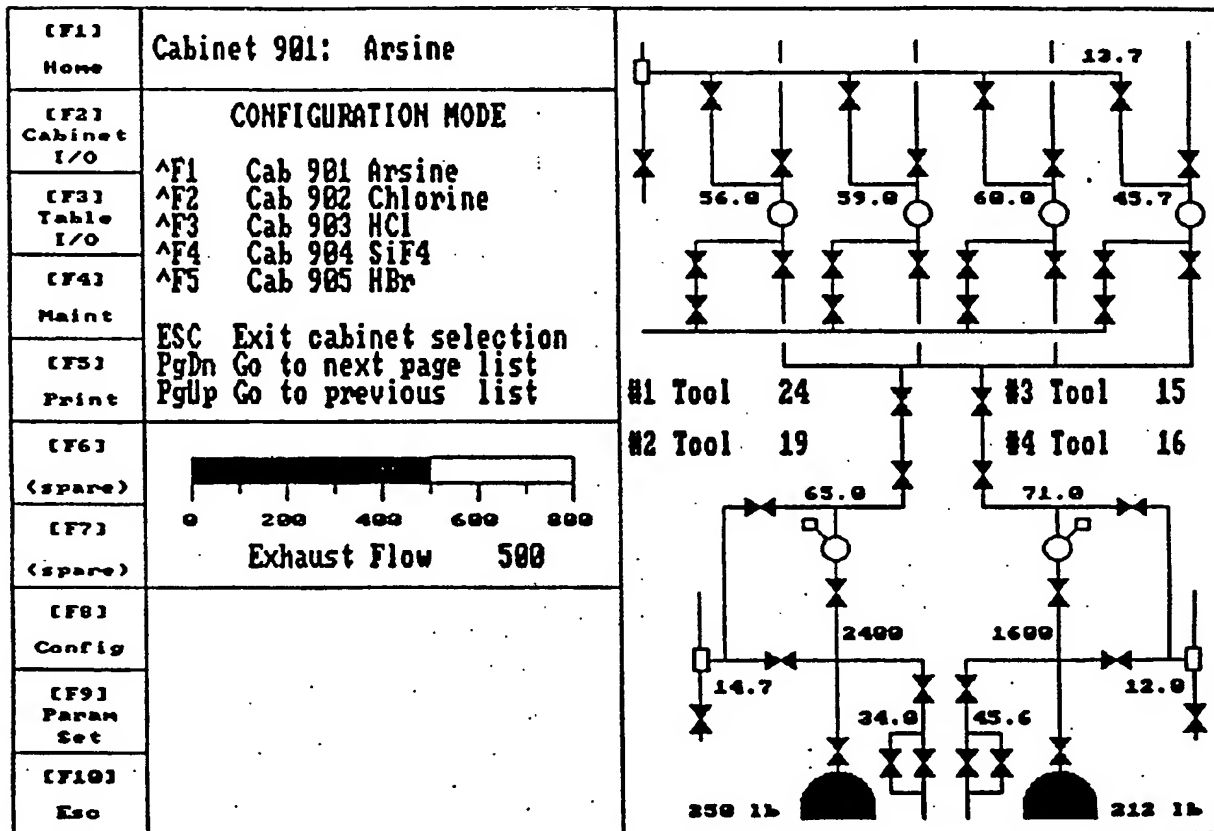 [F1]
Home
[F2]
Cabinet
I/O
[F3]
Table
I/O
[F4]
Maint
[F5]
Print
[F6]
(spare)
[F7]
(spare)
[F8]
Config
[F9]
Param
Set
[F10]
Esc
Cabinet 901: Arsine
CONFIGURATION MODE
^F1 Cab 901 Arsine
^F2 Cab 902 Chlorine
^F3 Cab 903 HCl
^F4 Cab 904 SiF4
^F5 Cab 905 HBr
ESC Exit cabinet selection
PgDn Go to next page list
PgUp Go to previous list
0 200 400 600 800
Exhaust Flow 500
13.7
56.0 59.0 60.0 45.7
#1 Tool 24 #3 Tool 15
#2 Tool 19 #4 Tool 16
65.0 71.0
2400 1600
14.7 12.0
34.0 45.6
250 lb 212 lb